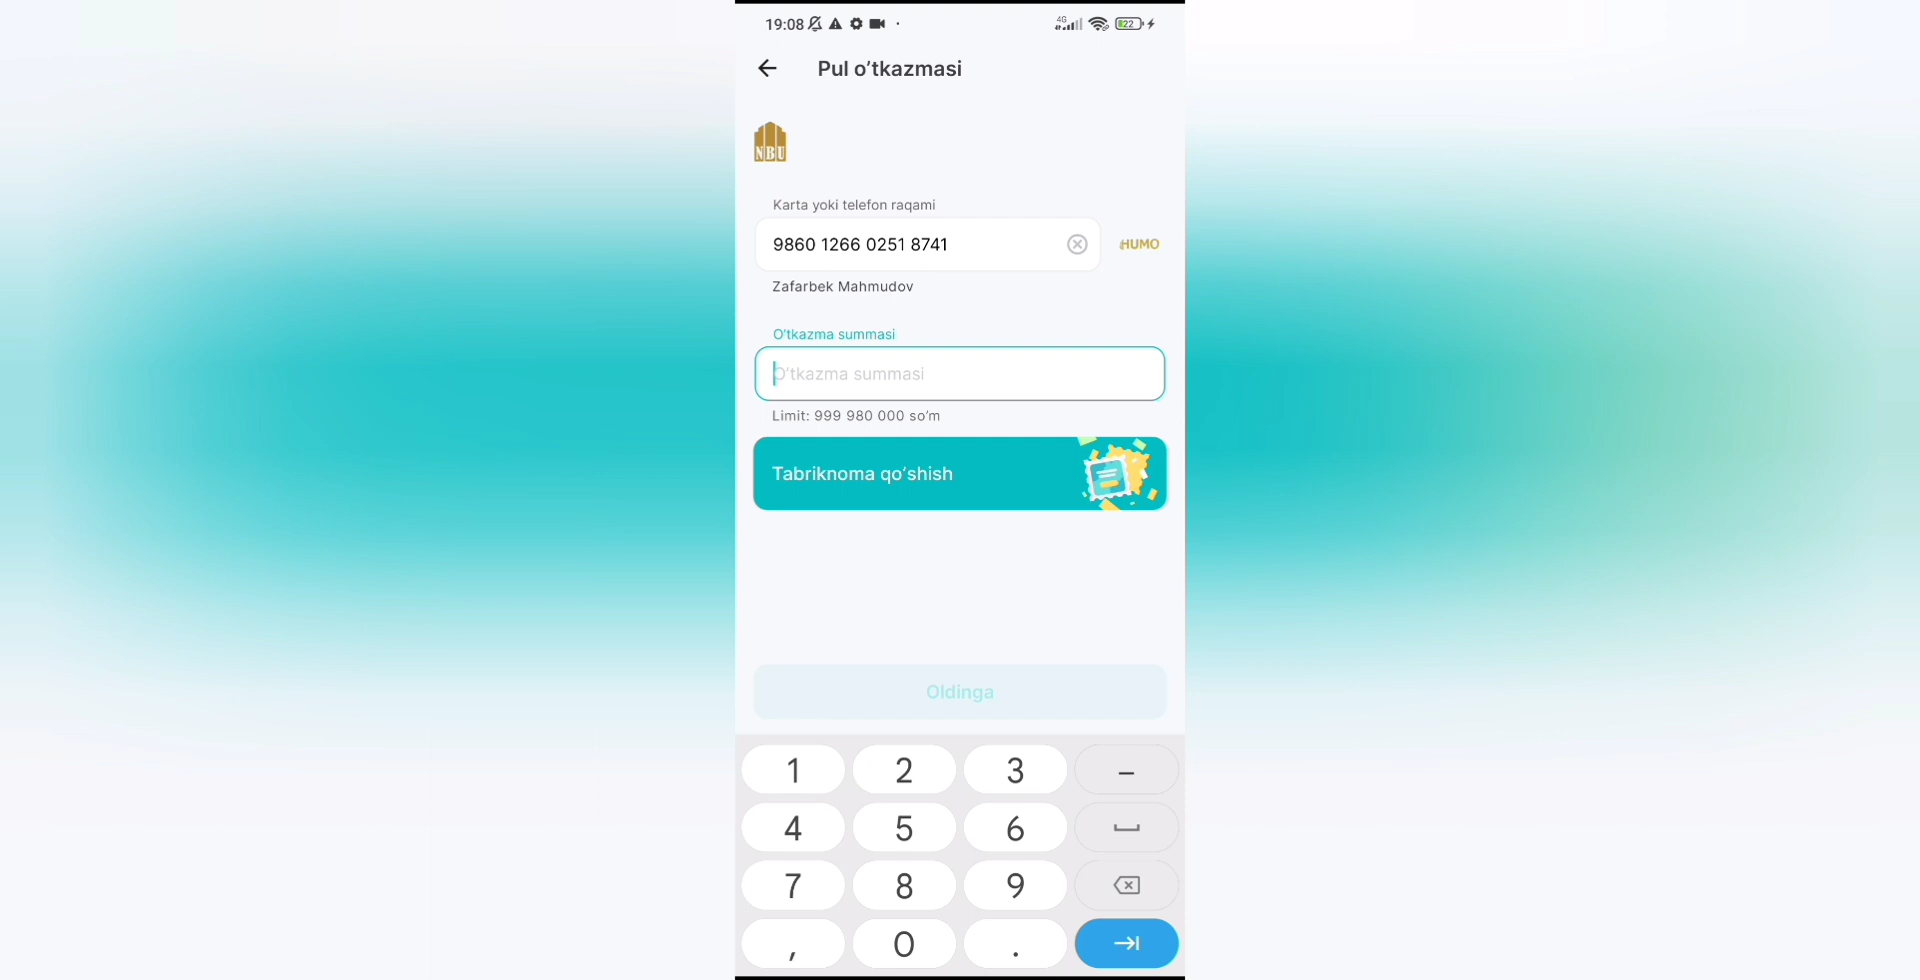 19:08 4G 22
Pul o‘tkazmasi
NBU
Karta yoki telefon raqami
9860 1266 0251 8741
HUMO
Zafarbek Mahmudov
O‘tkazma summasi
O‘tkazma summasi
Limit: 999 980 000 so‘m
Tabriknoma qo‘shish
Oldinga
1 2 3 –
4 5 6
7 8 9
, 0 .